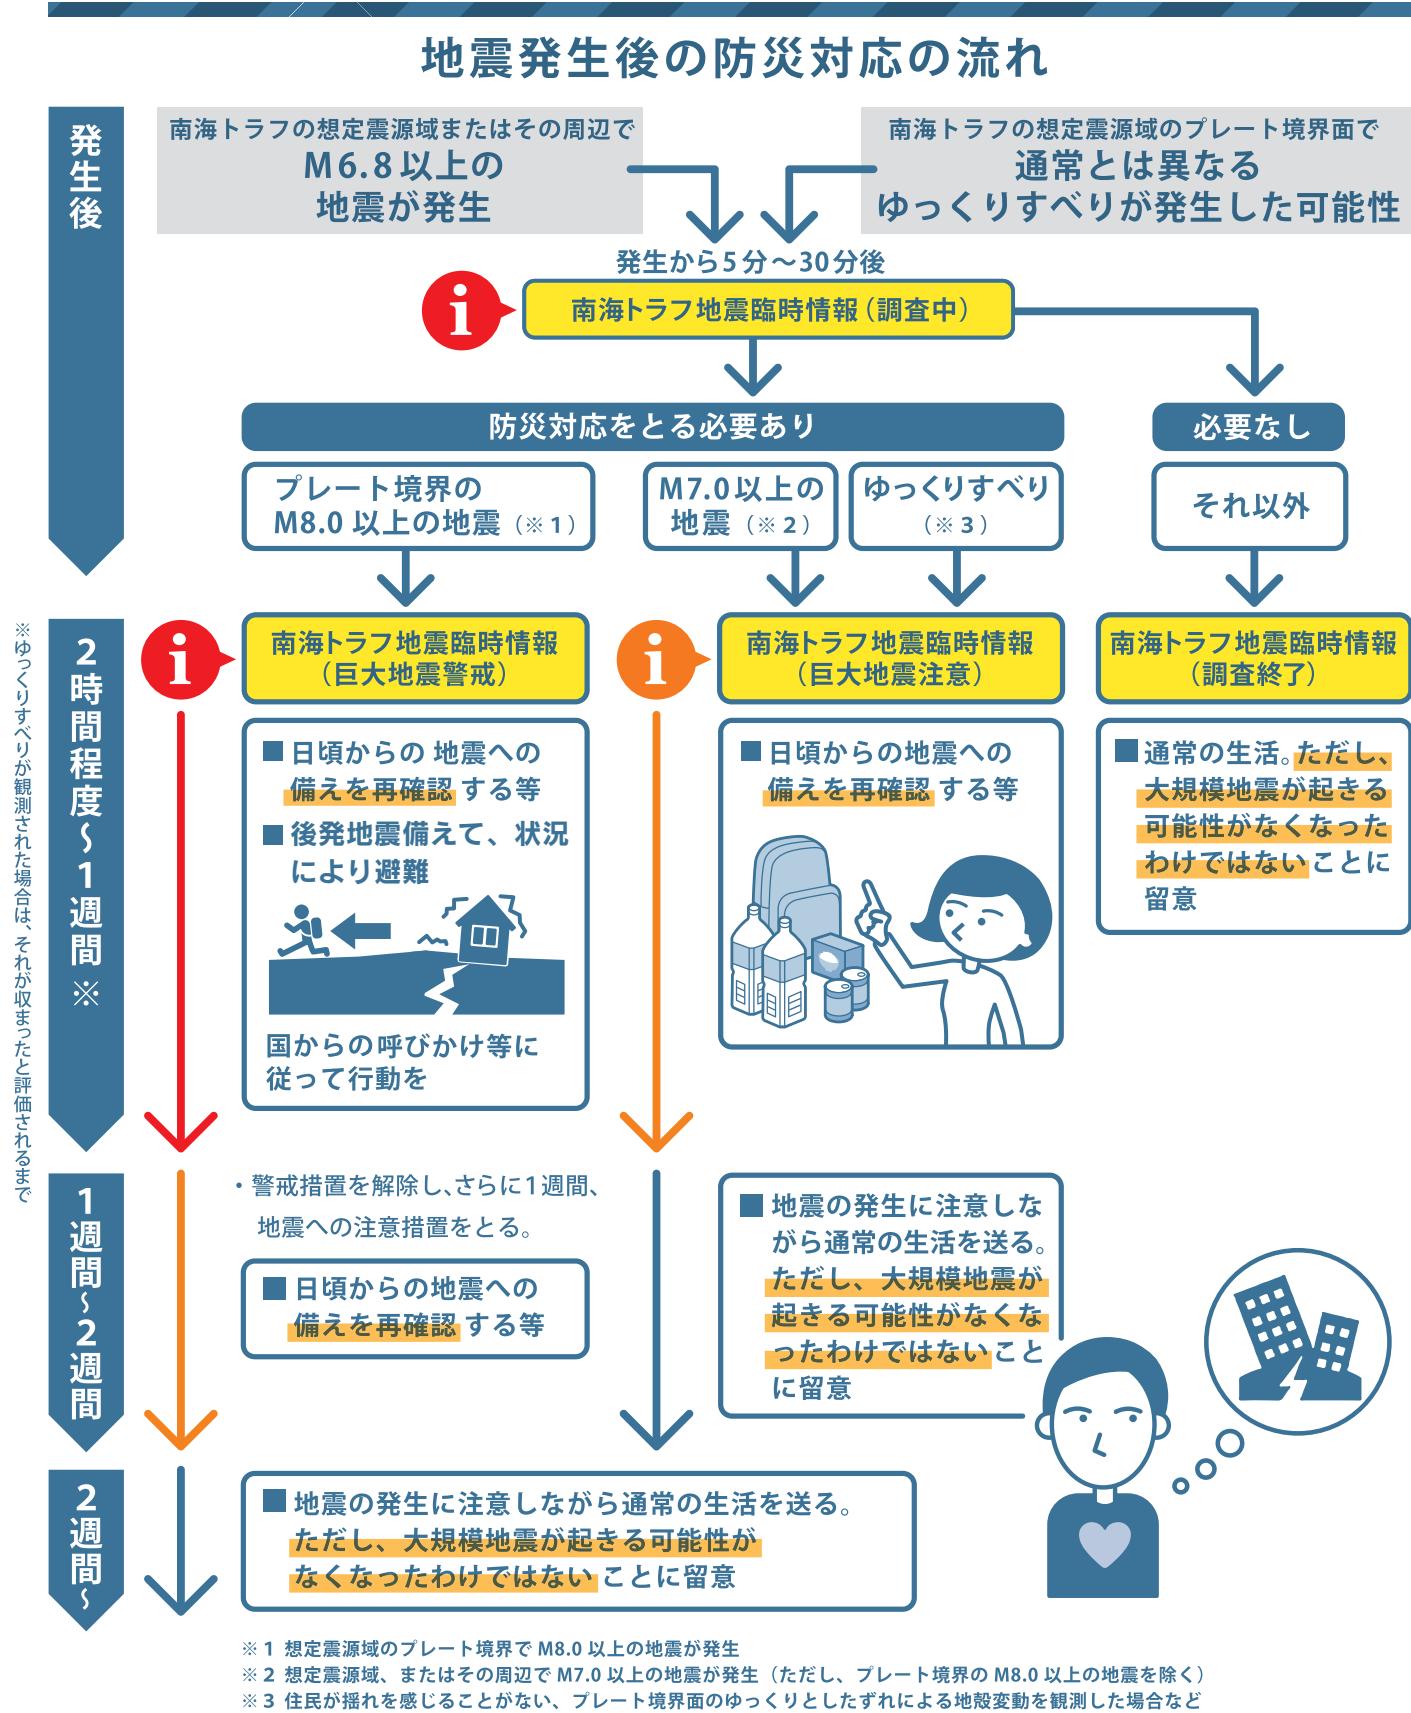 地震発生後の防災対応の流れ
発生後
南海トラフの想定震源域またはその周辺で
M6.8以上の
地震が発生
南海トラフの想定震源域のプレート境界面で
通常とは異なる
ゆっくりすべりが発生した可能性
発生から5分～30分後
i
南海トラフ地震臨時情報(調査中)
防災対応をとる必要あり
必要なし
プレート境界の
M8.0 以上の地震（※1）
M7.0以上の
地震（※2）
ゆっくりすべり
（※3）
それ以外
2時間程度～1週間※
※ゆっくりすべりが観測された場合は、それが収まったと評価されるまで
i
南海トラフ地震臨時情報
(巨大地震警戒)
i
南海トラフ地震臨時情報
(巨大地震注意)
南海トラフ地震臨時情報
(調査終了)
■日頃からの 地震への
備えを再確認 する等
■後発地震備えて、状況
により避難
国からの呼びかけ等に
従って行動を
■日頃からの地震への
備えを再確認 する等
■通常の生活。ただし、
大規模地震が起きる
可能性がなくなった
わけではないことに
留意
1週間～2週間
・警戒措置を解除し、さらに1週間、
地震への注意措置をとる。
■日頃からの地震への
備えを再確認 する等
■地震の発生に注意しな
がら通常の生活を送る。
ただし、大規模地震が
起きる可能性がなくな
ったわけではないこと
に留意
2週間～
■地震の発生に注意しながら通常の生活を送る。
ただし、大規模地震が起きる可能性が
なくなったわけではない ことに留意
※1 想定震源域のプレート境界で M8.0 以上の地震が発生
※2 想定震源域、またはその周辺で M7.0 以上の地震が発生（ただし、プレート境界の M8.0 以上の地震を除く）
※3 住民が揺れを感じることがない、プレート境界面のゆっくりとしたずれによる地殻変動を観測した場合など